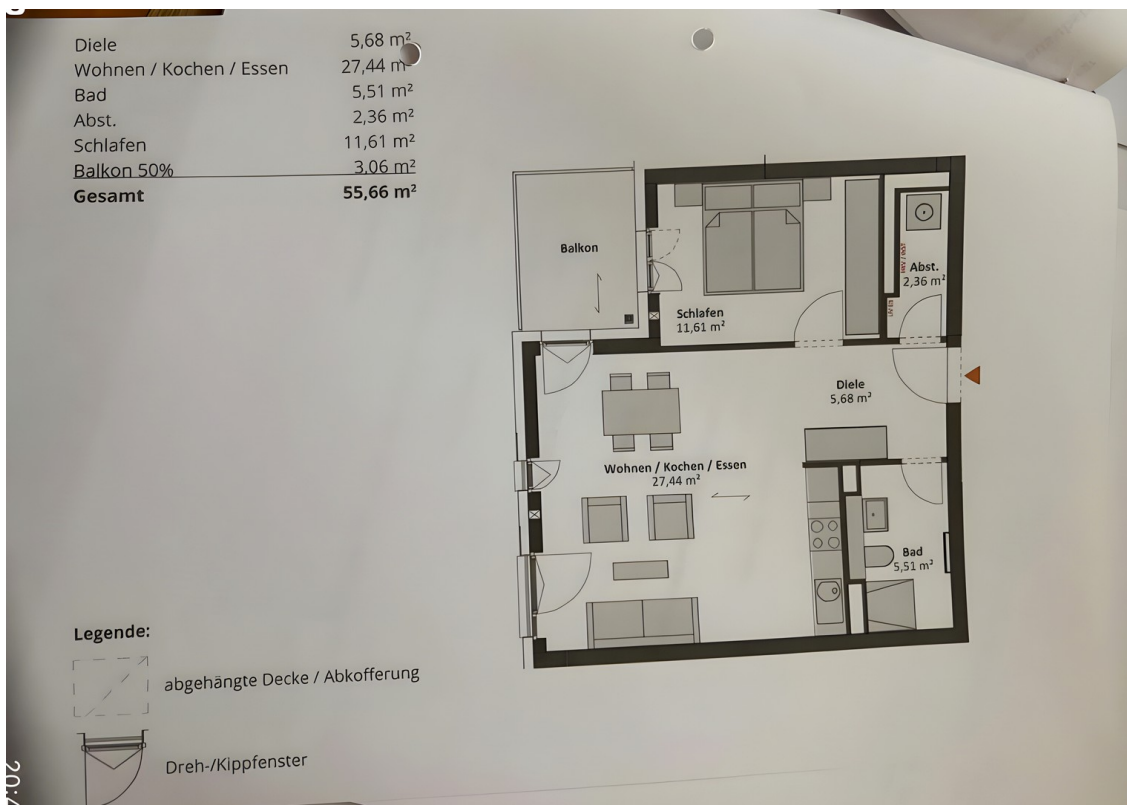 Diele 5,68 m²
Wohnen / Kochen / Essen 27,44 m²
Bad 5,51 m²
Abst. 2,36 m²
Schlafen 11,61 m²
Balkon 50% 3,06 m²
Gesamt 55,66 m²
Balkon
Schlafen
11,61 m²
Abst.
2,36 m²
Diele
5,68 m²
Wohnen / Kochen / Essen
27,44 m²
Bad
5,51 m²
Legende:
abgehängte Decke / Abkofferung
Dreh-/Kippfenster